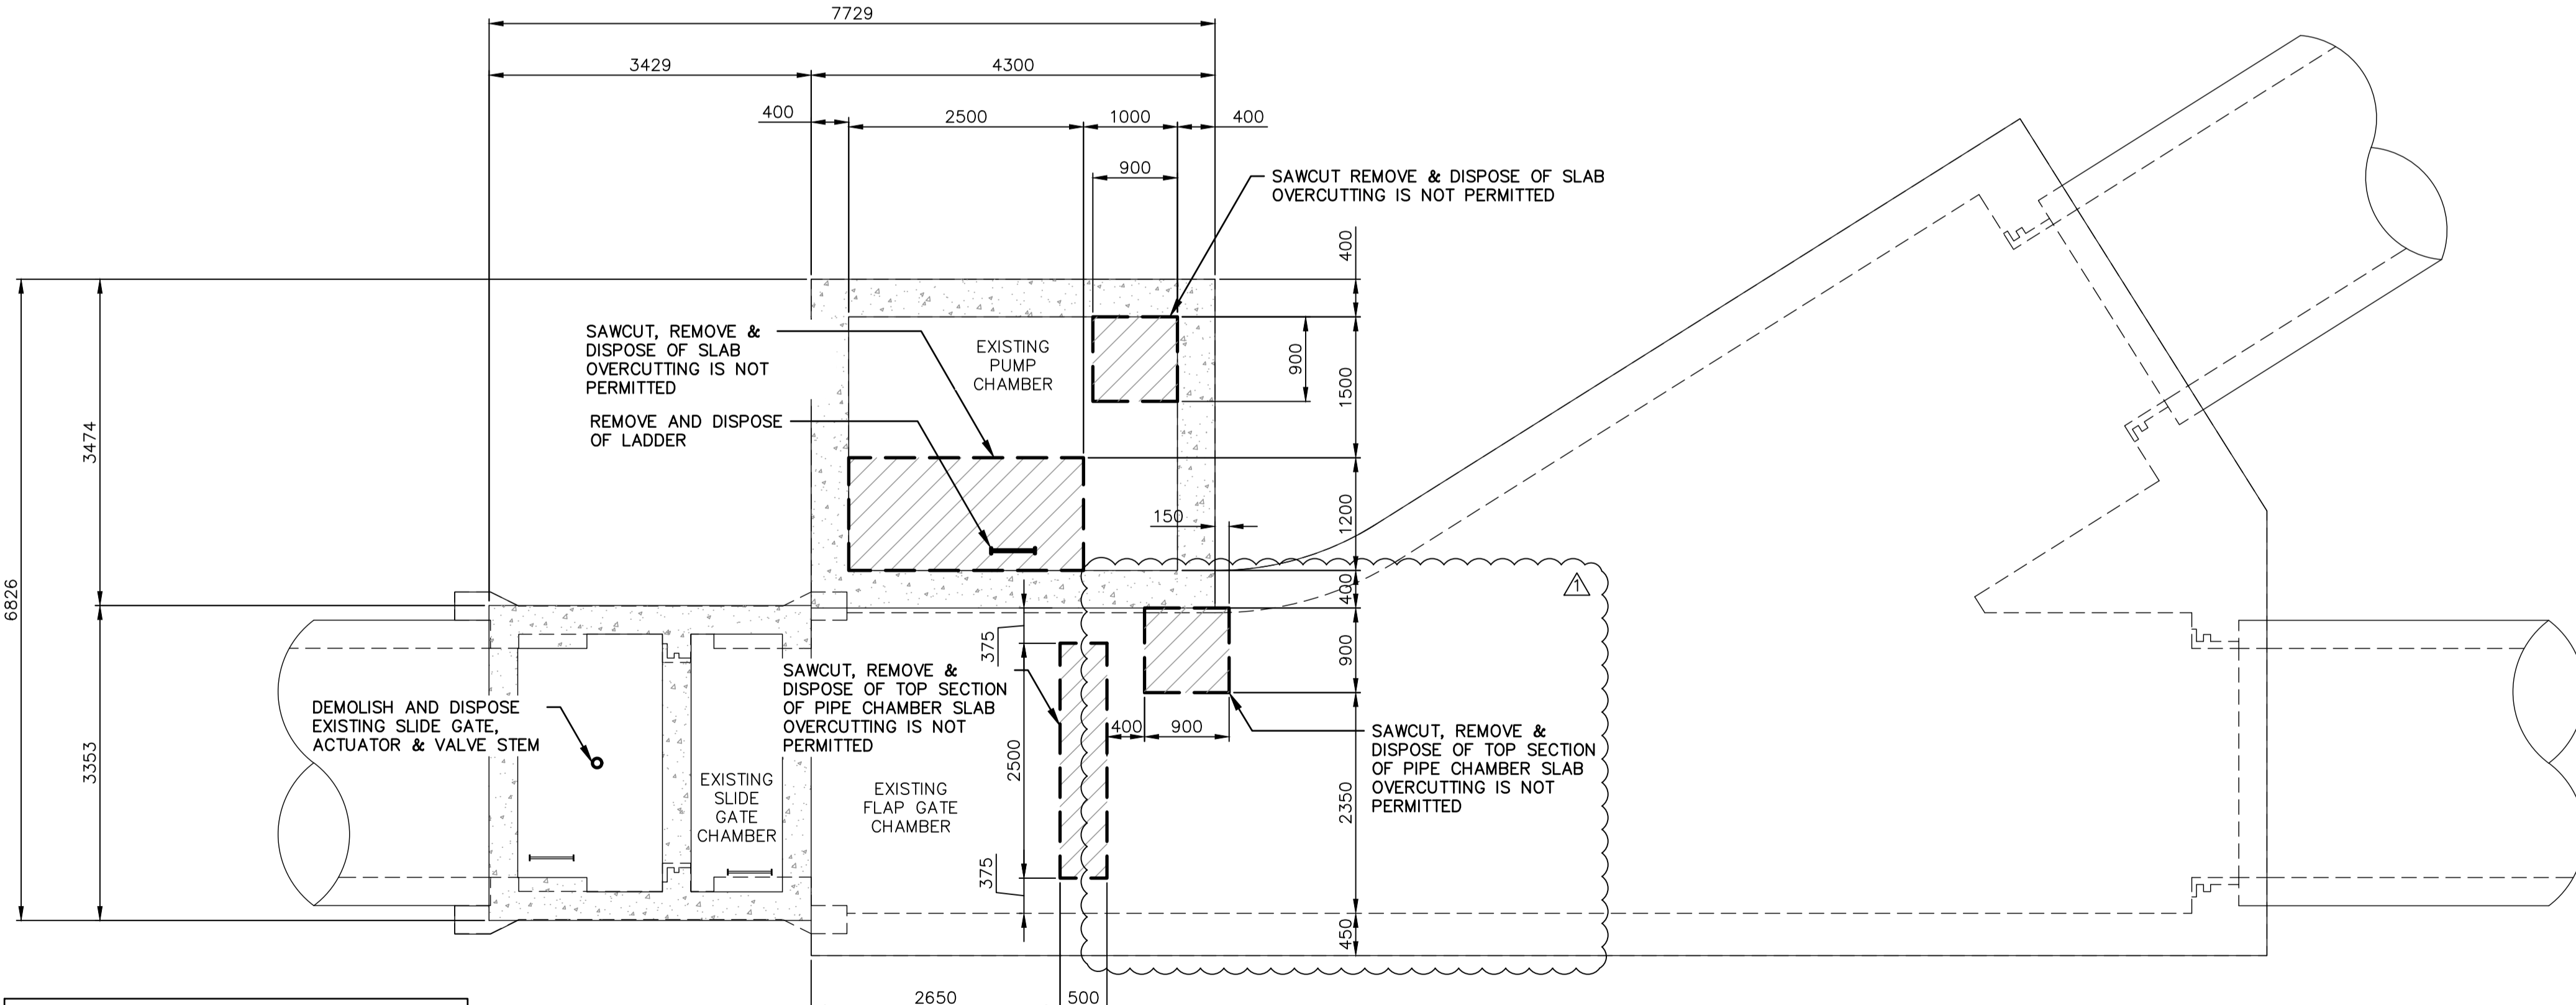 7729
3429
4300
400
2500
1000
400
900
SAWCUT REMOVE & DISPOSE OF SLAB
OVERCUTTING IS NOT PERMITTED
400
SAWCUT, REMOVE &
DISPOSE OF SLAB
OVERCUTTING IS NOT
PERMITTED
EXISTING
PUMP
CHAMBER
900
1500
REMOVE AND DISPOSE
OF LADDER
3474
6826
1200
150
400
1
375
SAWCUT, REMOVE &
DISPOSE OF TOP SECTION
OF PIPE CHAMBER SLAB
OVERCUTTING IS NOT
PERMITTED
900
DEMOLISH AND DISPOSE
EXISTING SLIDE GATE,
ACTUATOR & VALVE STEM
400
900
SAWCUT, REMOVE &
DISPOSE OF TOP SECTION
OF PIPE CHAMBER SLAB
OVERCUTTING IS NOT
PERMITTED
3353
2500
EXISTING
SLIDE
GATE
CHAMBER
EXISTING
FLAP GATE
CHAMBER
2350
375
450
2650
500